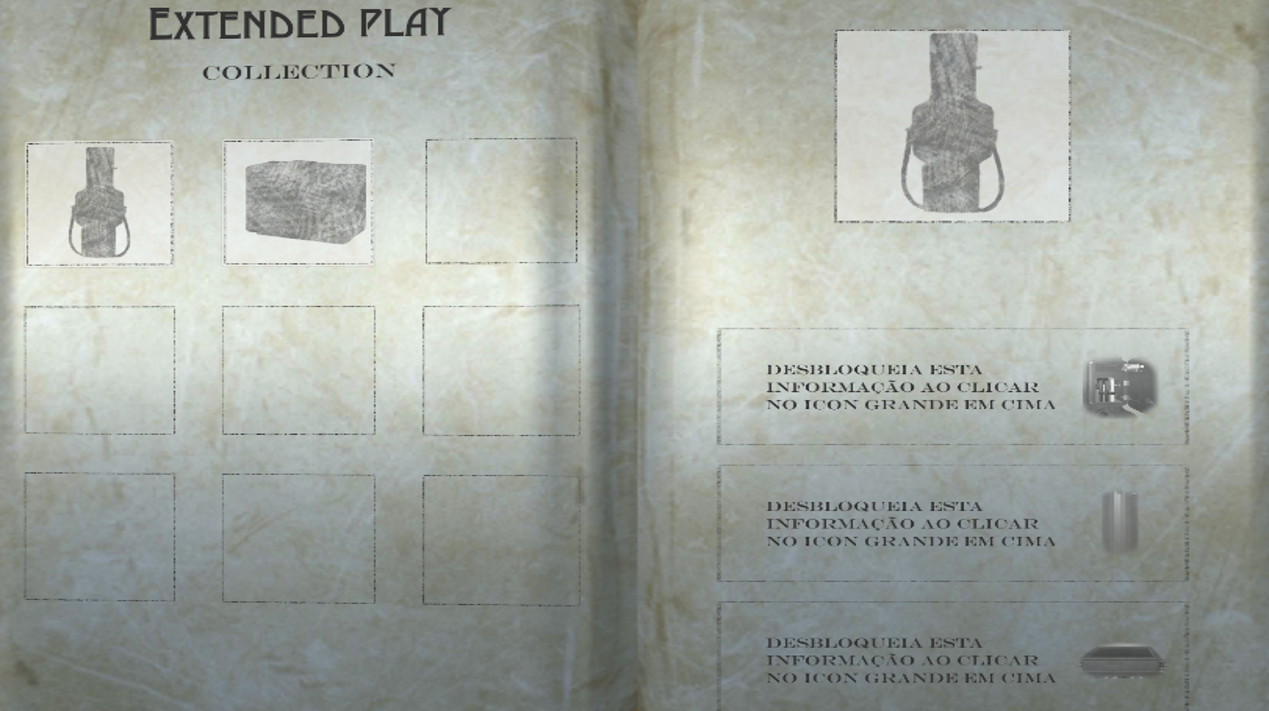 EXTENDED PLAY
COLLECTION
DESBLOQUEIA ESTA
INFORMAÇÃO AO CLICAR
NO ICON GRANDE EM CIMA
DESBLOQUEIA ESTA
INFORMAÇÃO AO CLICAR
NO ICON GRANDE EM CIMA
DESBLOQUEIA ESTA
INFORMAÇÃO AO CLICAR
NO ICON GRANDE EM CIMA